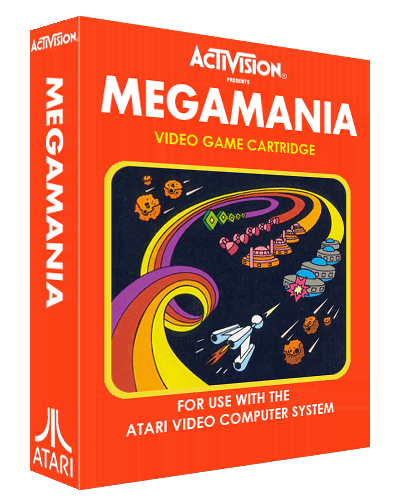 ACTIVISION®
MEGAMANIA
ATARI
ACTIVISION®
PRESENTS
MEGAMANIA
VIDEO GAME CARTRIDGE
FOR USE WITH THE
ATARI VIDEO COMPUTER SYSTEM